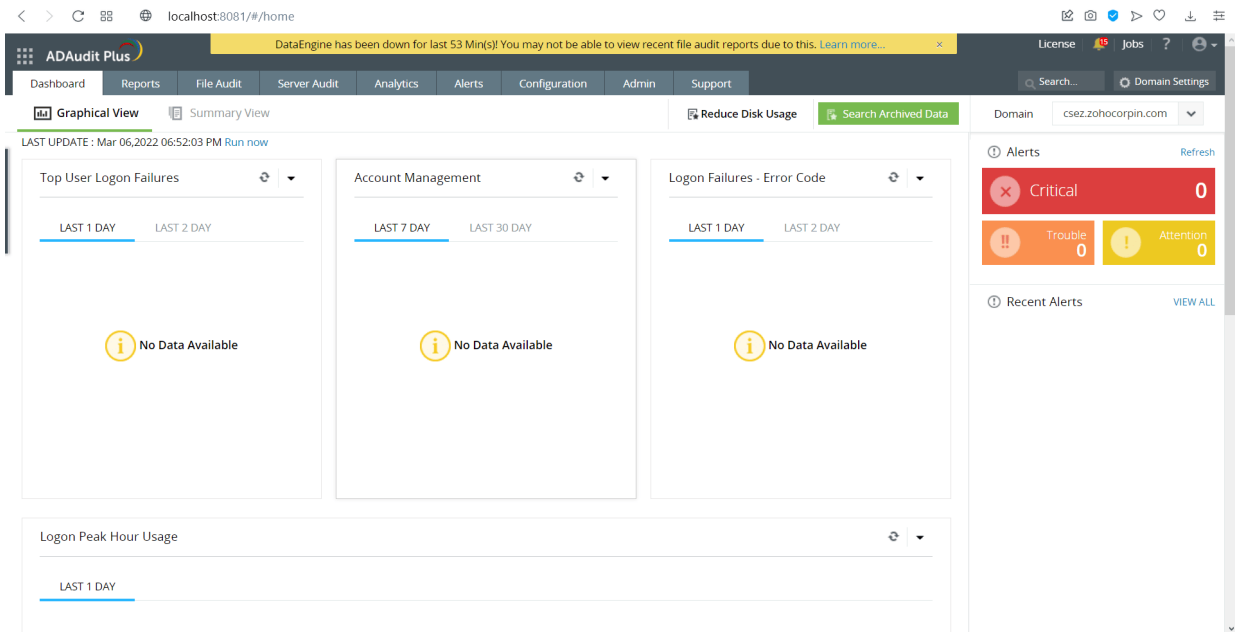 localhost:8081/#/home
ADAudit Plus
DataEngine has been down for last 53 Min(s)! You may not be able to view recent file audit reports due to this. Learn more... ×
License 15 Jobs ?
Dashboard Reports File Audit Server Audit Analytics Alerts Configuration Admin Support
Search... Domain Settings
Graphical View Summary View
Reduce Disk Usage Search Archived Data
Domain csez.zohocorpin.com
LAST UPDATE : Mar 06,2022 06:52:03 PM Run now
Top User Logon Failures
LAST 1 DAY LAST 2 DAY
No Data Available
Account Management
LAST 7 DAY LAST 30 DAY
No Data Available
Logon Failures - Error Code
LAST 1 DAY LAST 2 DAY
No Data Available
Logon Peak Hour Usage
LAST 1 DAY
Alerts Refresh
Critical 0
Trouble
0
Attention
0
Recent Alerts VIEW ALL